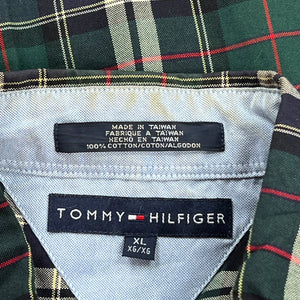 MADE IN TAIWAN
FABRIQUE A TAIWAN
HECHO EN TAIWAN
100% COTTON/COTON/ALGODON
TOMMY HILFIGER
XL
XG/XG